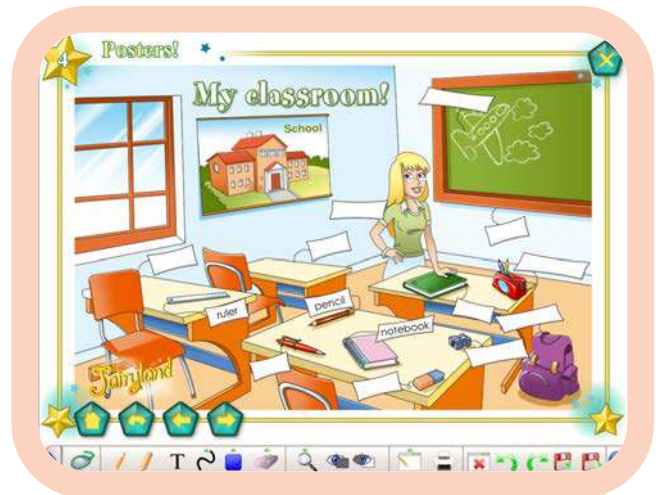 4
Posters!
My classroom!
School
ruler
pencil
notebook
Fairyland
T